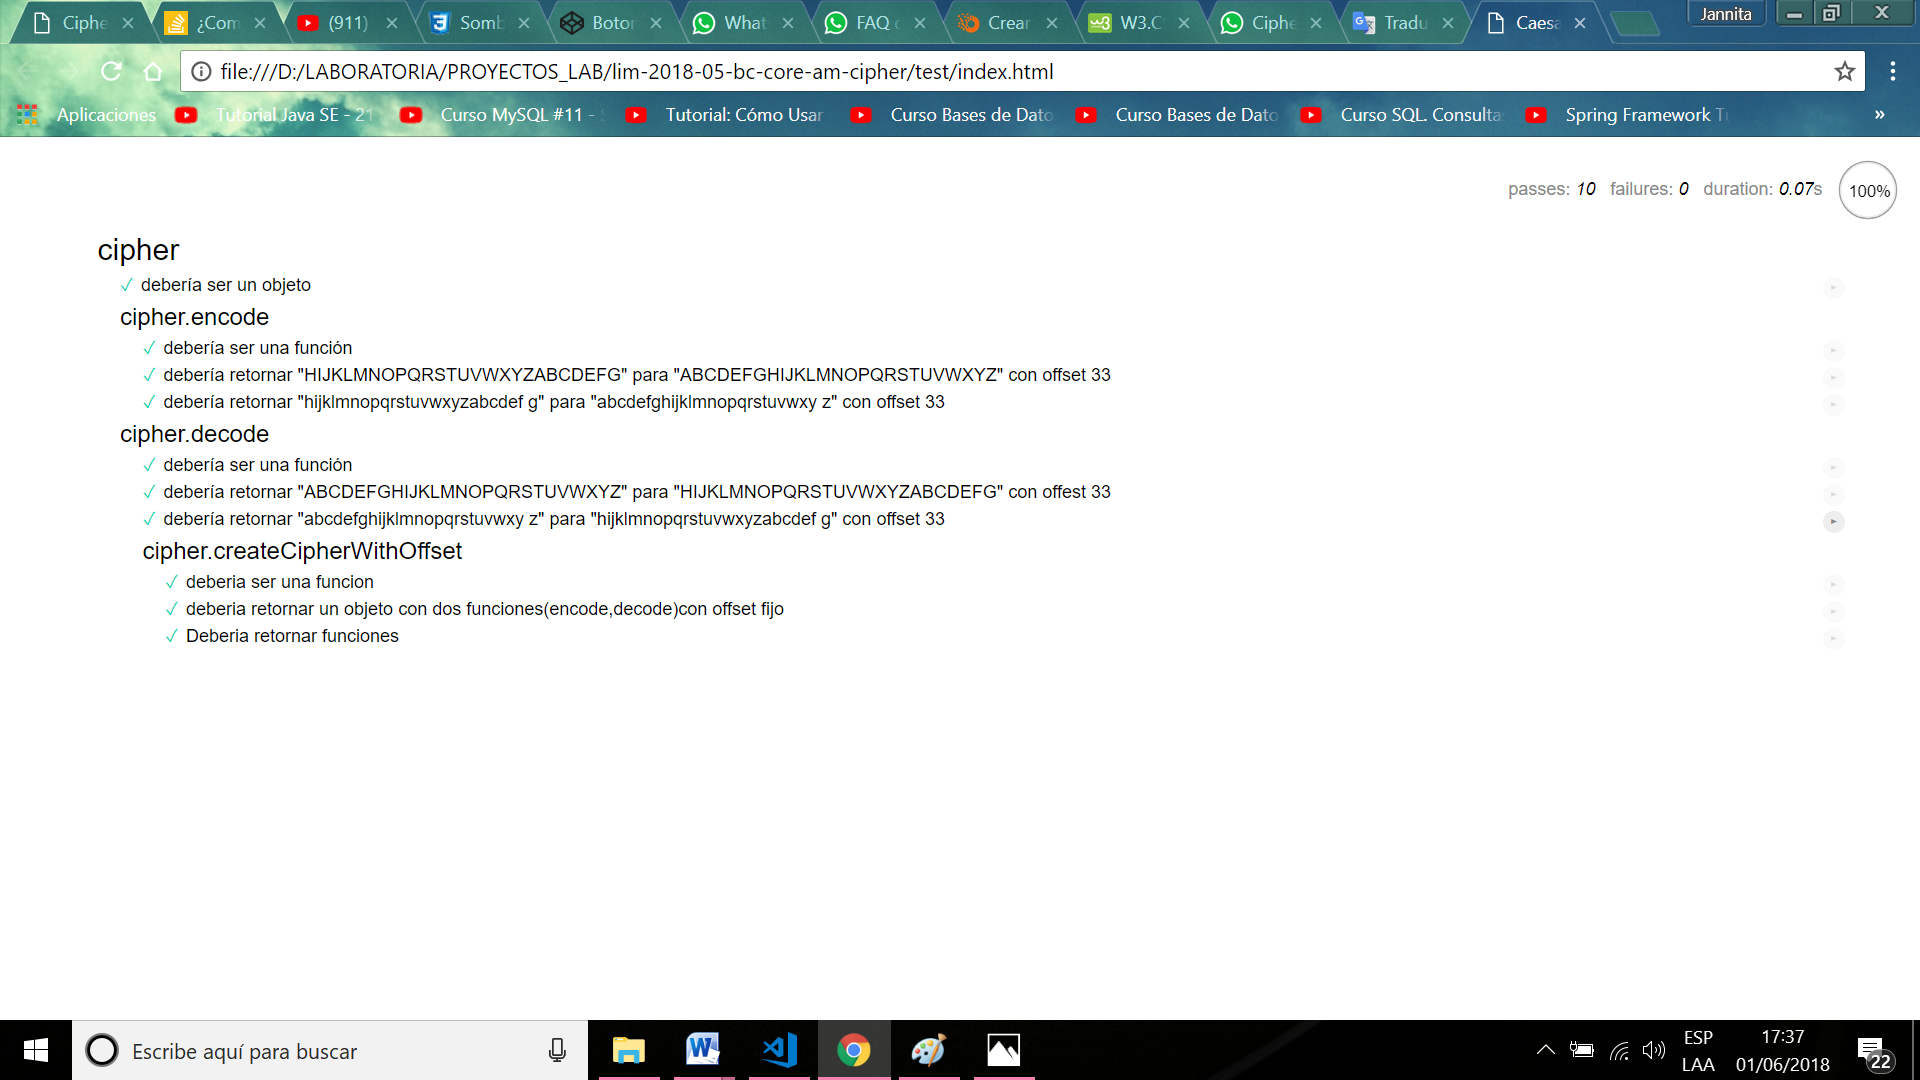 Ciphe
¿Com
(911)
Somb
Botor
What
FAQ
Crear
W3.C
Ciphe
Tradu
Caesa
Jannita
file:///D:/LABORATORIA/PROYECTOS_LAB/lim-2018-05-bc-core-am-cipher/test/index.html
Aplicaciones
Tutorial Java SE - 21
Curso MySQL #11 -
Tutorial: Cómo Usar
Curso Bases de Dato
Curso Bases de Dato
Curso SQL. Consulta
Spring Framework Tu
»
passes: 10 failures: 0 duration: 0.07s 100%
cipher
✓ debería ser un objeto
cipher.encode
✓ debería ser una función
✓ debería retornar "HIJKLMNOPQRSTUVWXYZABCDEFG" para "ABCDEFGHIJKLMNOPQRSTUVWXYZ" con offset 33
✓ debería retornar "hijklmnopqrstuvwxyzabcdef g" para "abcdefghijklmnopqrstuvwxy z" con offset 33
cipher.decode
✓ debería ser una función
✓ debería retornar "ABCDEFGHIJKLMNOPQRSTUVWXYZ" para "HIJKLMNOPQRSTUVWXYZABCDEFG" con offest 33
✓ debería retornar "abcdefghijklmnopqrstuvwxy z" para "hijklmnopqrstuvwxyzabcdef g" con offset 33
cipher.createCipherWithOffset
✓ deberia ser una funcion
✓ deberia retornar un objeto con dos funciones(encode,decode)con offset fijo
✓ Deberia retornar funciones
Escribe aquí para buscar
ESP
LAA
17:37
01/06/2018
22